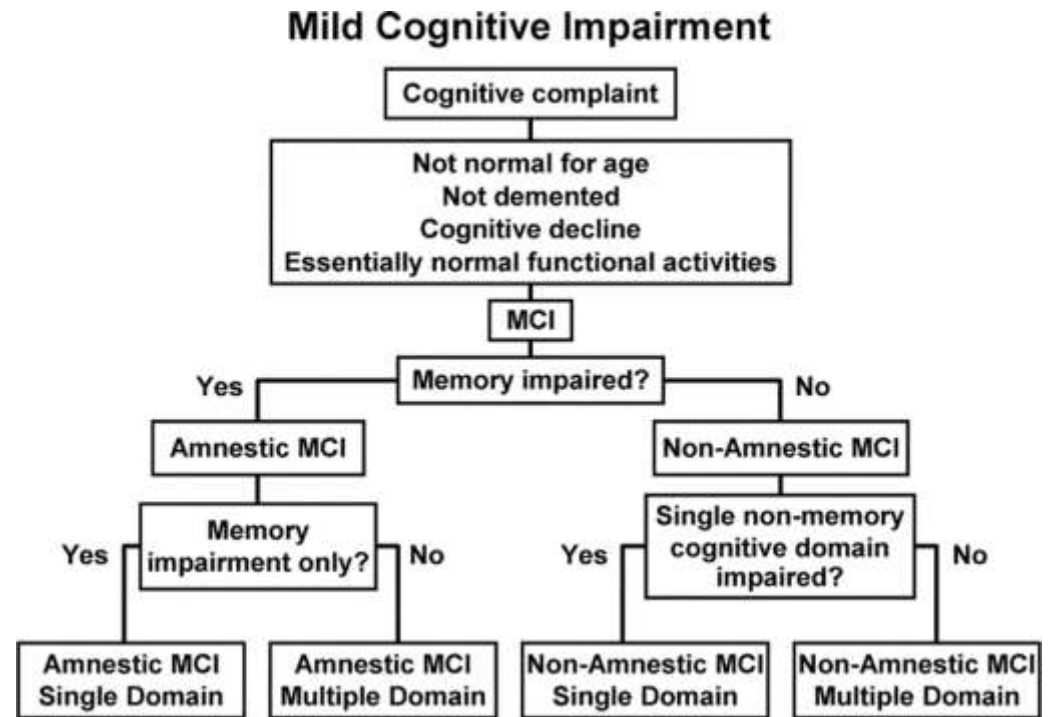 Mild Cognitive Impairment
Cognitive complaint
Not normal for age
Not demented
Cognitive decline
Essentially normal functional activities
MCI
Memory impaired?
Yes
No
Amnestic MCI
Non-Amnestic MCI
Memory
impairment only?
Yes
No
Single non-memory
cognitive domain
impaired?
Yes
No
Amnestic MCI
Single Domain
Amnestic MCI
Multiple Domain
Non-Amnestic MCI
Single Domain
Non-Amnestic MCI
Multiple Domain